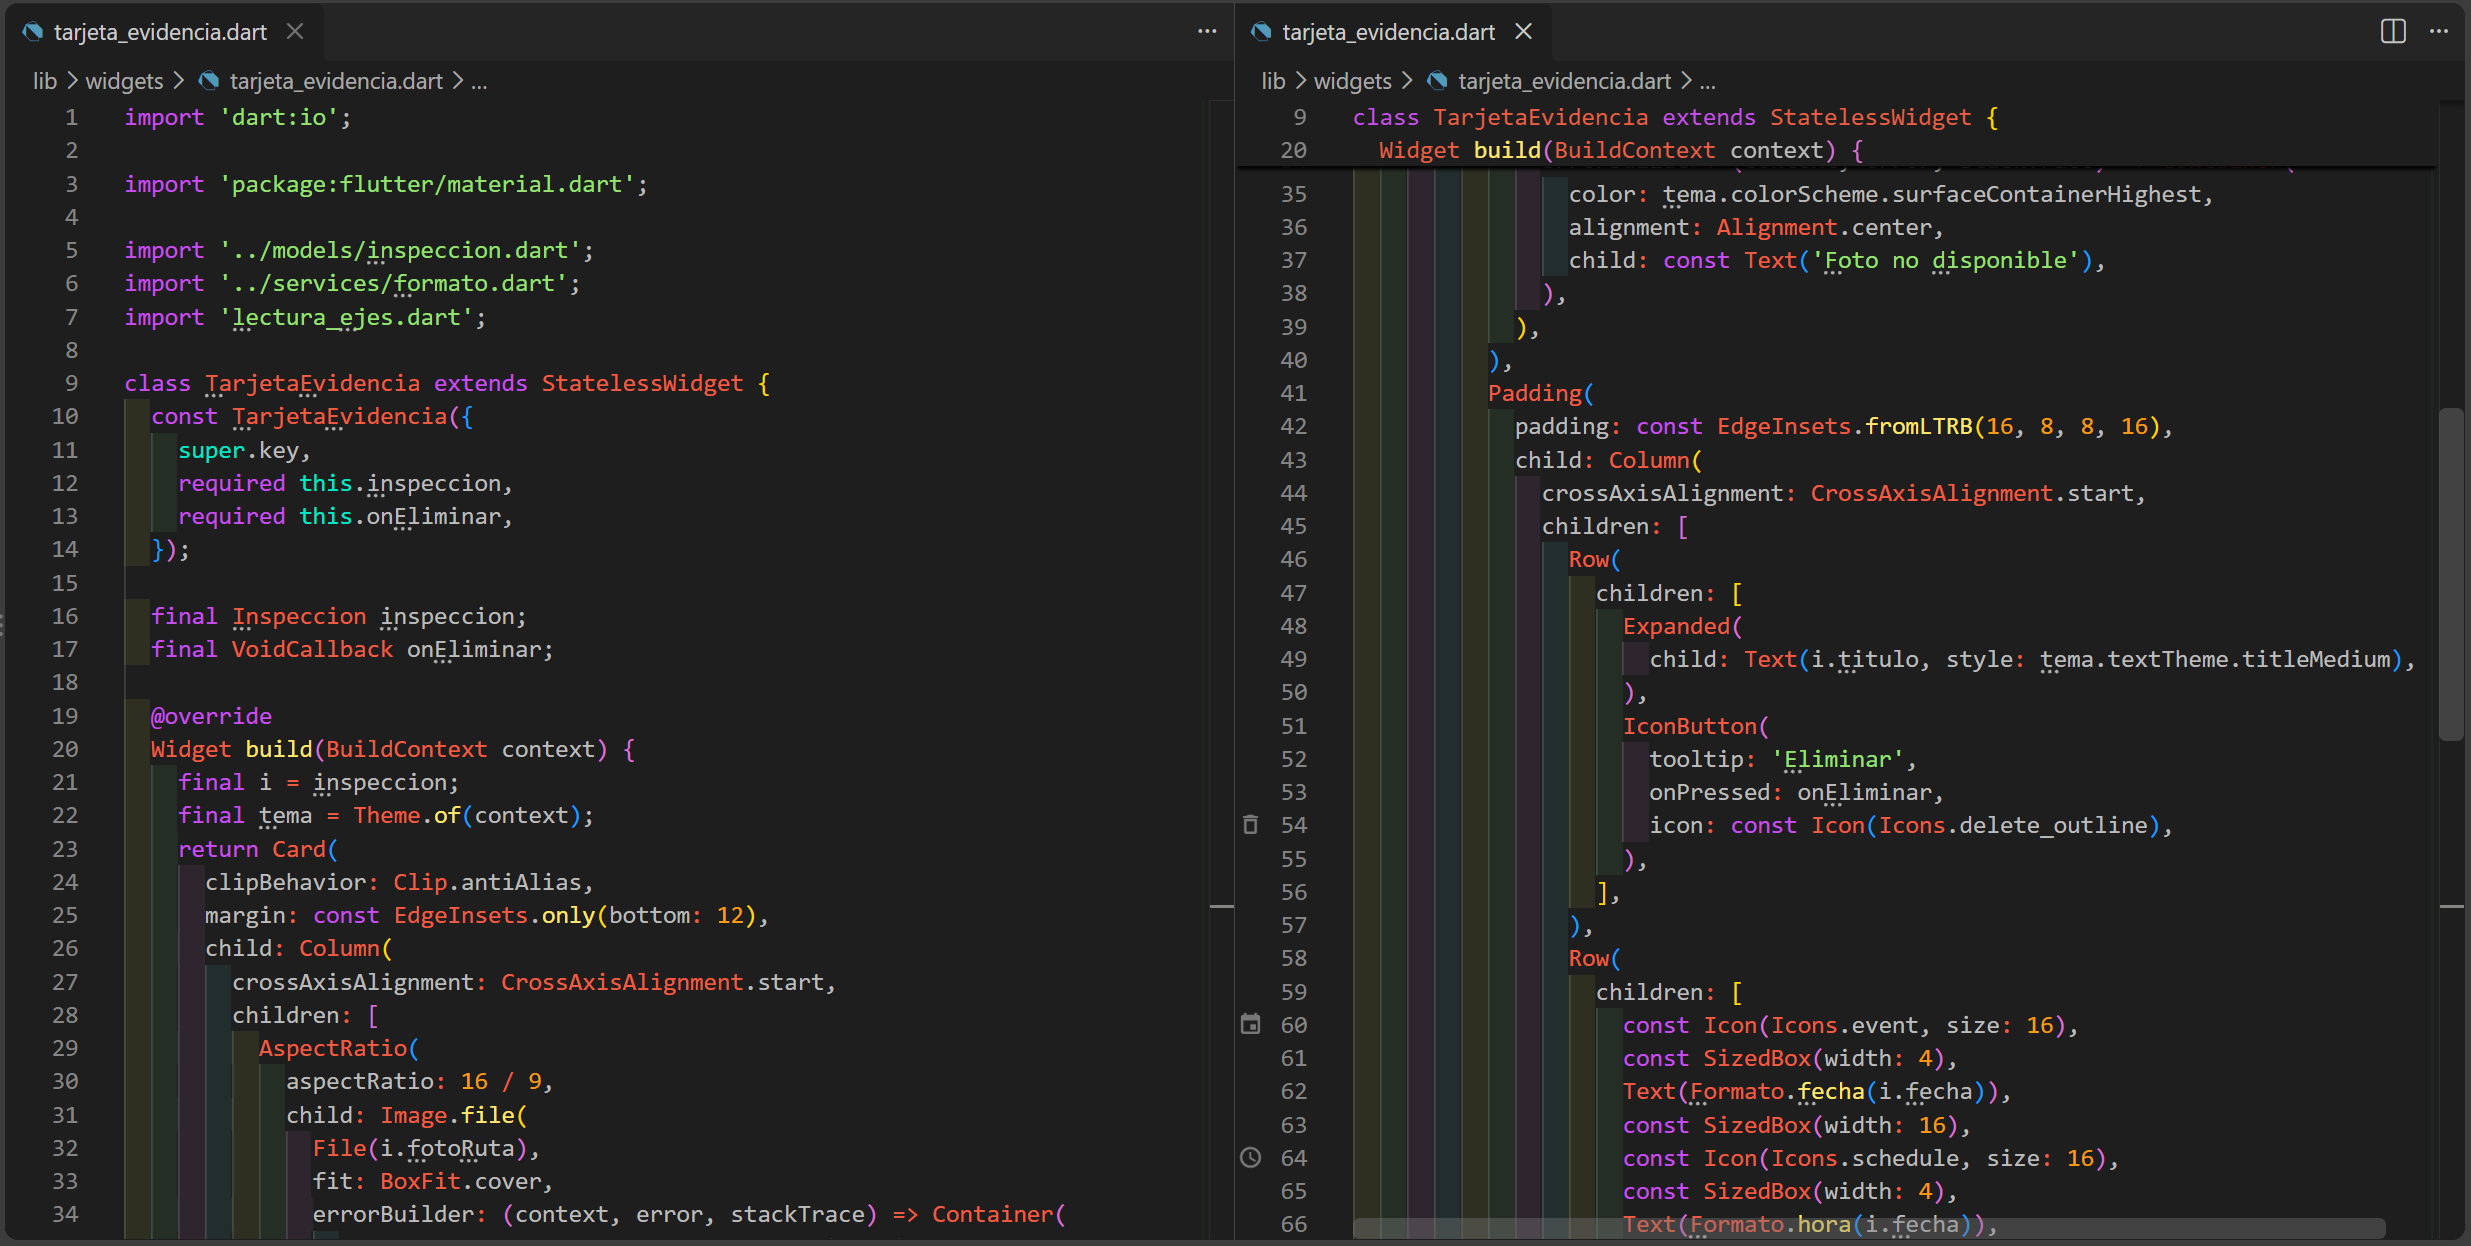 tarjeta_evidencia.dart
lib > widgets > tarjeta_evidencia.dart > ...
1 import 'dart:io';
2
3 import 'package:flutter/material.dart';
4
5 import '../models/inspeccion.dart';
6 import '../services/formato.dart';
7 import 'lectura_ejes.dart';
8
9 class TarjetaEvidencia extends StatelessWidget {
10 const TarjetaEvidencia({
11 super.key,
12 required this.inspeccion,
13 required this.onEliminar,
14 });
15
16 final Inspeccion inspeccion;
17 final VoidCallback onEliminar;
18
19 @override
20 Widget build(BuildContext context) {
21 final i = inspeccion;
22 final tema = Theme.of(context);
23 return Card(
24 clipBehavior: Clip.antiAlias,
25 margin: const EdgeInsets.only(bottom: 12),
26 child: Column(
27 crossAxisAlignment: CrossAxisAlignment.start,
28 children: [
29 AspectRatio(
30 aspectRatio: 16 / 9,
31 child: Image.file(
32 File(i.fotoRuta),
33 fit: BoxFit.cover,
34 errorBuilder: (context, error, stackTrace) => Container(
tarjeta_evidencia.dart
lib > widgets > tarjeta_evidencia.dart > ...
9 class TarjetaEvidencia extends StatelessWidget {
20 Widget build(BuildContext context) {
35 color: tema.colorScheme.surfaceContainerHighest,
36 alignment: Alignment.center,
37 child: const Text('Foto no disponible'),
38 ),
39 ),
40 ),
41 Padding(
42 padding: const EdgeInsets.fromLTRB(16, 8, 8, 16),
43 child: Column(
44 crossAxisAlignment: CrossAxisAlignment.start,
45 children: [
46 Row(
47 children: [
48 Expanded(
49 child: Text(i.titulo, style: tema.textTheme.titleMedium),
50 ),
51 IconButton(
52 tooltip: 'Eliminar',
53 onPressed: onEliminar,
54 icon: const Icon(Icons.delete_outline),
55 ),
56 ],
57 ),
58 Row(
59 children: [
60 const Icon(Icons.event, size: 16),
61 const SizedBox(width: 4),
62 Text(Formato.fecha(i.fecha)),
63 const SizedBox(width: 16),
64 const Icon(Icons.schedule, size: 16),
65 const SizedBox(width: 4),
66 Text(Formato.hora(i.fecha)),